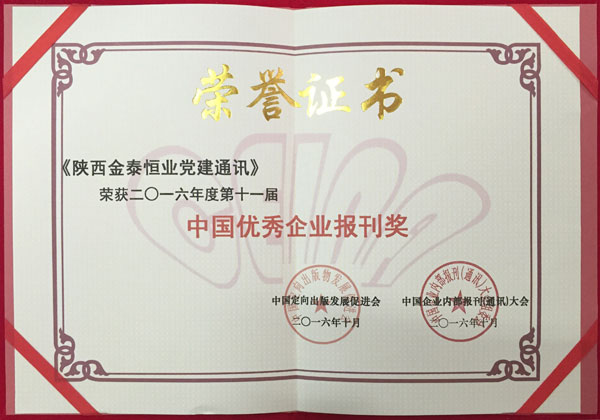 荣誉证书
《陕西金泰恒业党建通讯》
荣获二〇一六年度第十一届
中国优秀企业报刊奖
中国定向出版发展促进会
二〇一六年十月
中国企业内部报刊(通讯)大会
二〇一六年十月